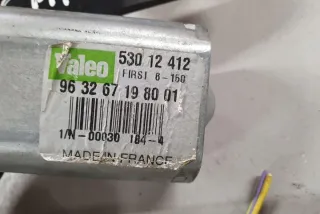 Valeo
530 12 412
FIRST 8-160
96 32 67 19 80 01
1/N-00030 184-4
MADE IN FRANCE